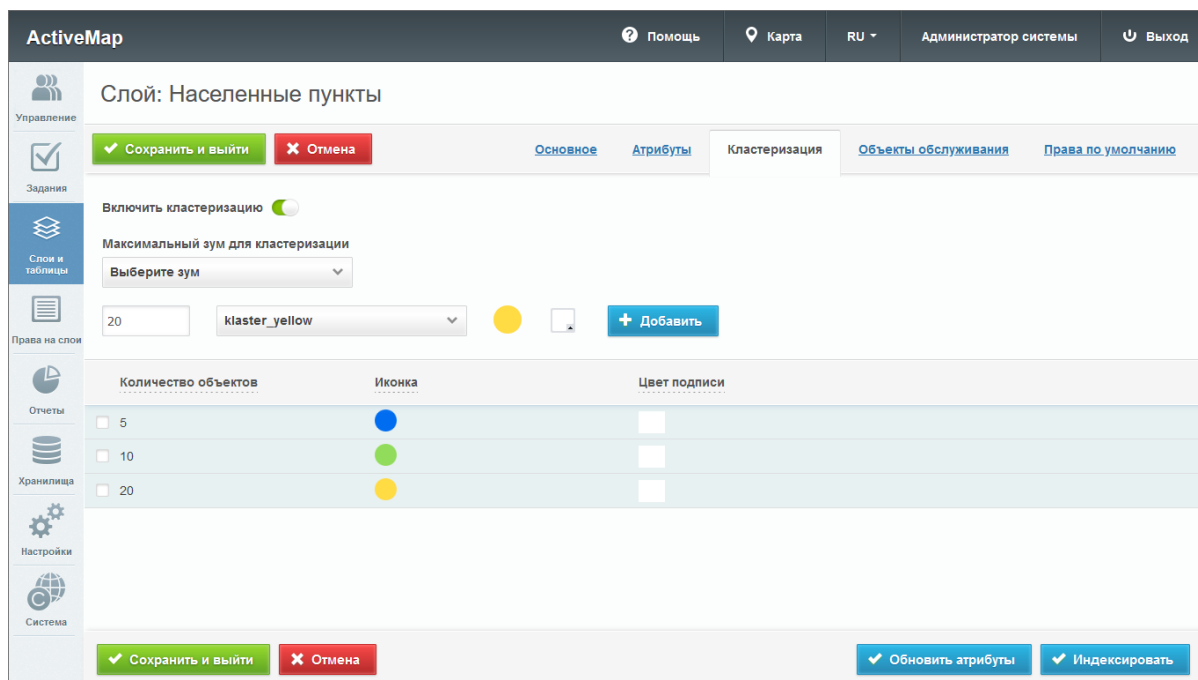 ActiveMap
Помощь
Карта
RU
Администратор системы
Выход
Управление
Задания
Слои и
таблицы
Права на слои
Отчеты
Хранилища
Настройки
Система
Слой: Населенные пункты
Сохранить и выйти
Отмена
Основное
Атрибуты
Кластеризация
Объекты обслуживания
Права по умолчанию
Включить кластеризацию
Максимальный зум для кластеризации
Выберите зум
20
klaster_yellow
Добавить
Количество объектов
Иконка
Цвет подписи
5
10
20
Сохранить и выйти
Отмена
Обновить атрибуты
Индексировать